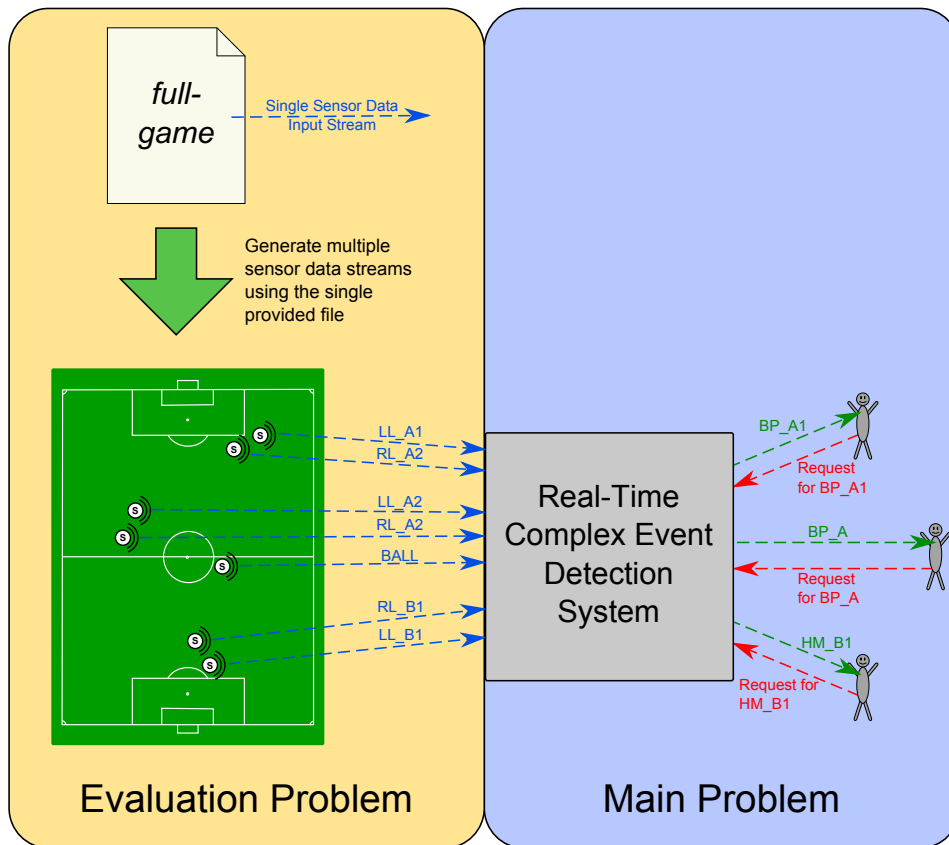 full-
game
Single Sensor Data
Input Stream
Generate multiple
sensor data streams
using the single
provided file
S
S
S
S
S
S
S
LL_A1
RL_A2
LL_A2
RL_A2
BALL
RL_B1
LL_B1
Real-Time
Complex Event
Detection
System
BP_A1
Request
for BP_A1
BP_A
Request
for BP_A
HM_B1
Request for
HM_B1
Evaluation Problem
Main Problem